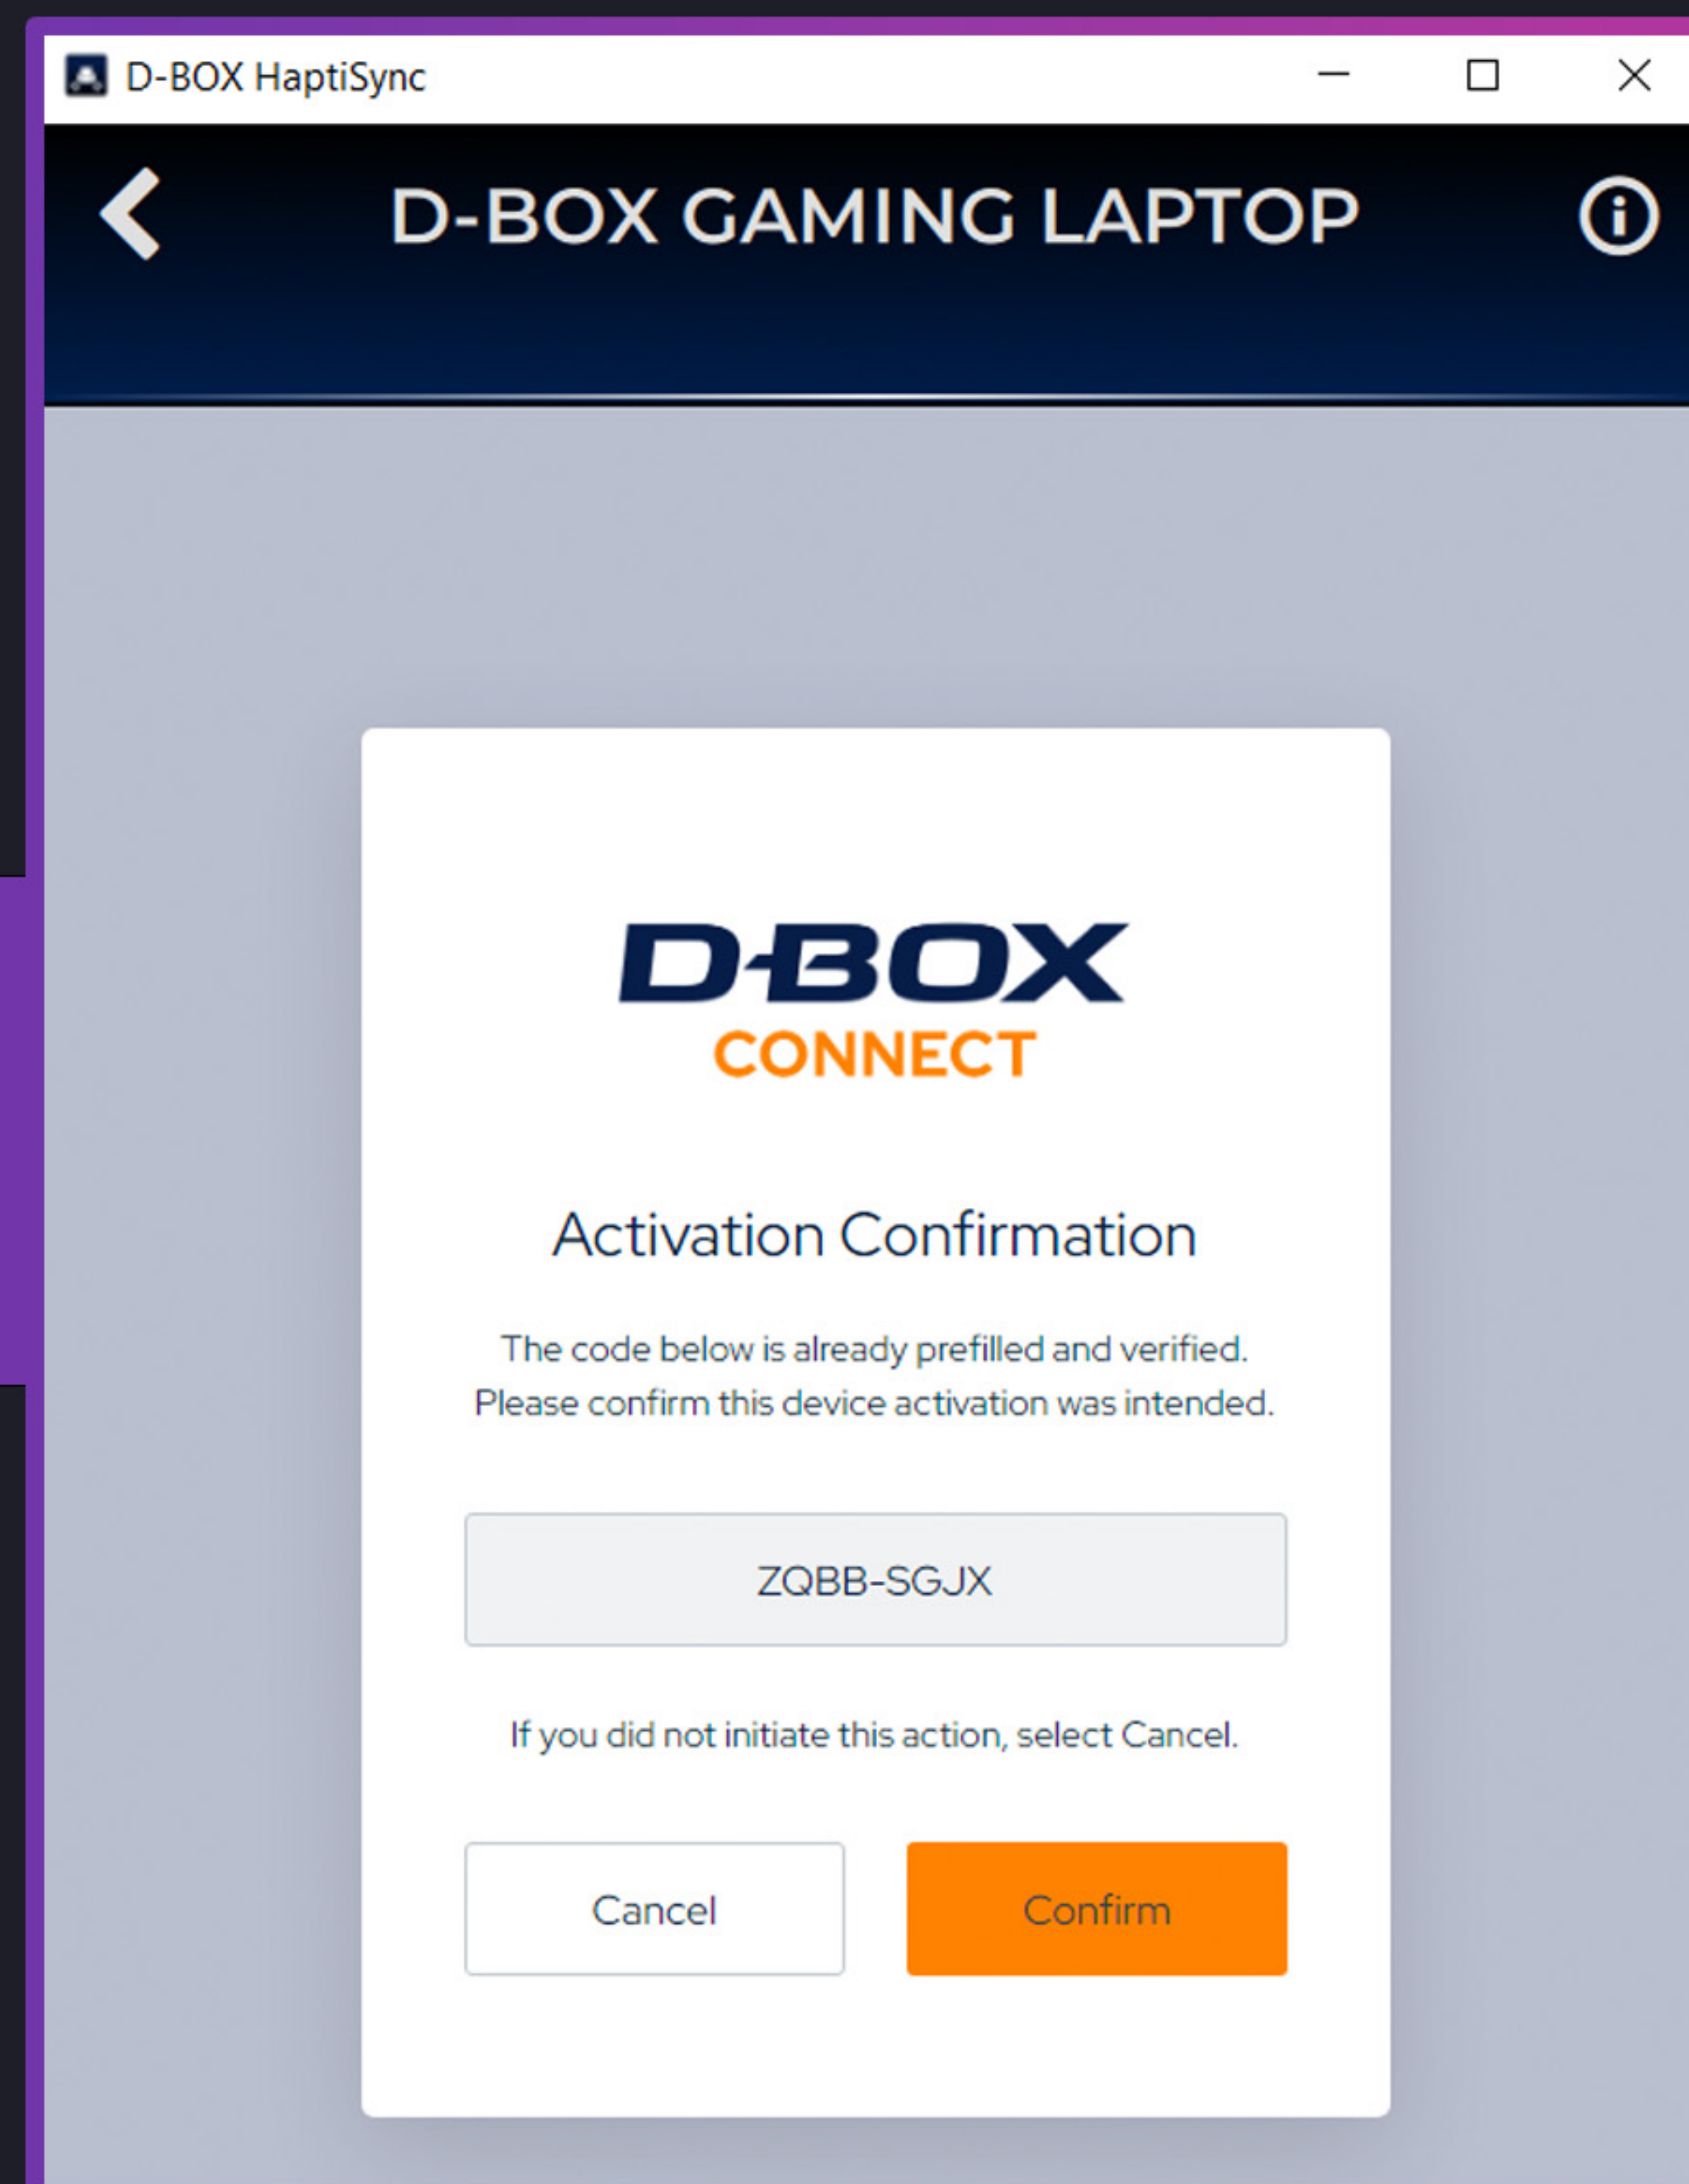 D-BOX HaptiSync
D-BOX GAMING LAPTOP
D-BOX
CONNECT
Activation Confirmation
The code below is already prefilled and verified.
Please confirm this device activation was intended.
ZQBB-SGJX
If you did not initiate this action, select Cancel.
Cancel Confirm